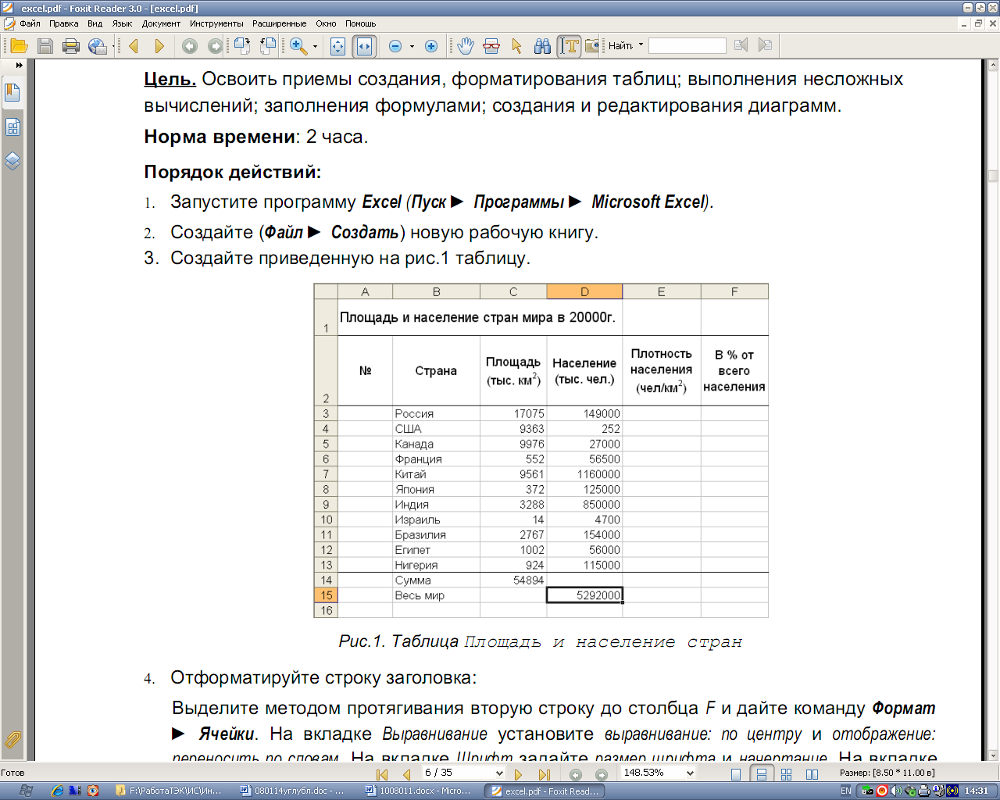 excel.pdf - Foxit Reader 3.0 - [excel.pdf]
Файл Правка Вид Язык Документ Инструменты Расширенные Окно Помощь
Найти:
Цель. Освоить приемы создания, форматирования таблиц; выполнения несложных
вычислений; заполнения формулами; создания и редактирования диаграмм.
Норма времени: 2 часа.
Порядок действий:
1. Запустите программу Excel (Пуск ► Программы ► Microsoft Excel).
2. Создайте (Файл ► Создать) новую рабочую книгу.
3. Создайте приведенную на рис.1 таблицу.
A B C D E F
1 Площадь и население стран мира в 20000г.
2 № Страна Площадь (тыс. км²) Население (тыс. чел.) Плотность населения (чел/км²) В % от всего населения
3 Россия 17075 149000
4 США 9363 252
5 Канада 9976 27000
6 Франция 552 56500
7 Китай 9561 1160000
8 Япония 372 125000
9 Индия 3288 850000
10 Израиль 14 4700
11 Бразилия 2767 154000
12 Египет 1002 56000
13 Нигерия 924 115000
14 Сумма 54894
15 Весь мир 5292000
16
Рис.1. Таблица Площадь и население стран
4. Отформатируйте строку заголовка:
Выделите методом протягивания вторую строку до столбца F и дайте команду Формат
► Ячейки. На вкладке Выравнивание установите выравнивание: по центру и отображение:
переносить по словам. На вкладке Шрифт задайте размер шрифта и начертание. На вкладке
Готов 6 / 35 148.53% Размер: [8.50 * 11.00 в]
F:\РаботаТЭК\ИС\Ин... 080114углубл.doc - ... 1008011.docx - Micro... excel.pdf - Foxit Read... EN 14:31